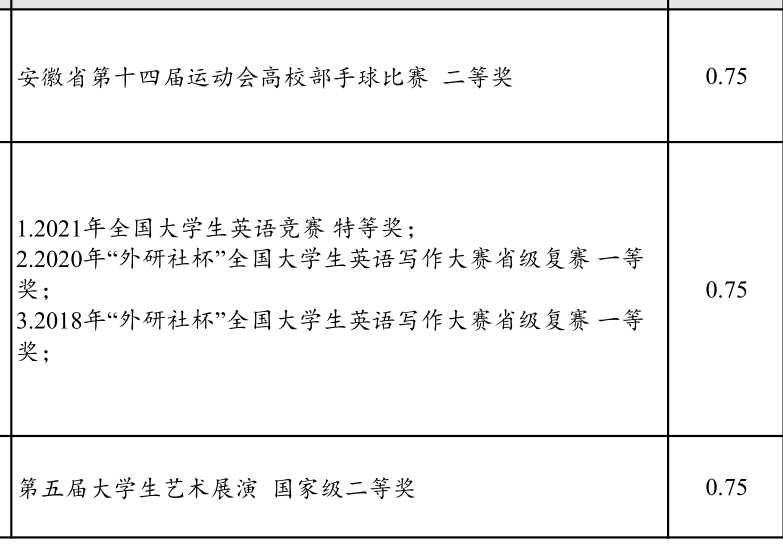 安徽省第十四届运动会高校部手球比赛 二等奖
0.75
1.2021年全国大学生英语竞赛 特等奖；
2.2020年“外研社杯”全国大学生英语写作大赛省级复赛 一等
奖；
3.2018年“外研社杯”全国大学生英语写作大赛省级复赛 一等
奖；
0.75
第五届大学生艺术展演 国家级二等奖
0.75